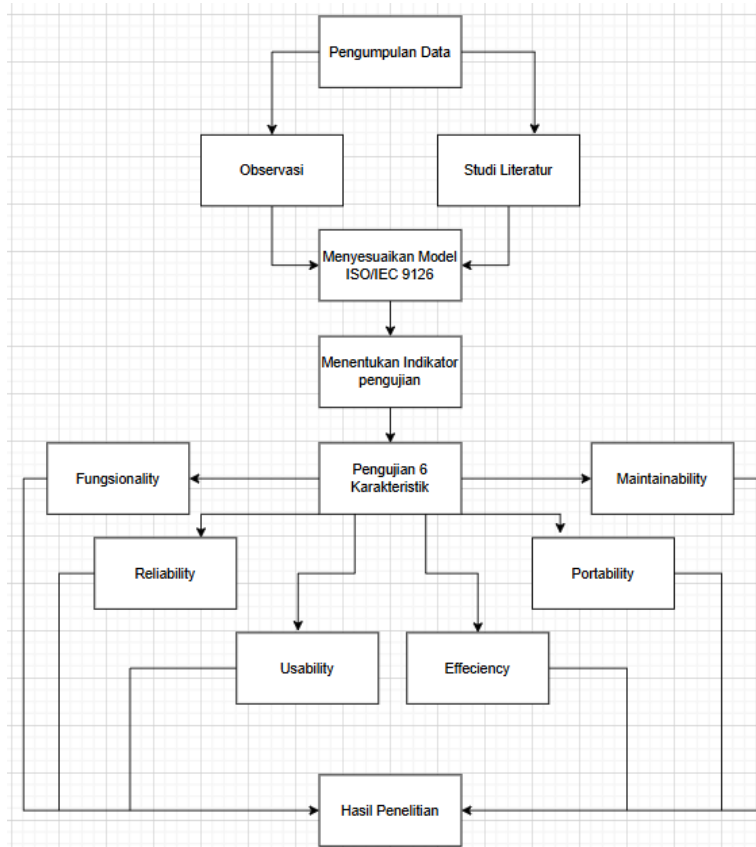 Pengumpulan Data
Observasi
Studi Literatur
Menyesuaikan Model
ISO/IEC 9126
Menentukan Indikator
pengujian
Pengujian 6
Karakteristik
Fungsionality
Maintainability
Reliability
Portability
Usability
Effeciency
Hasil Penelitian